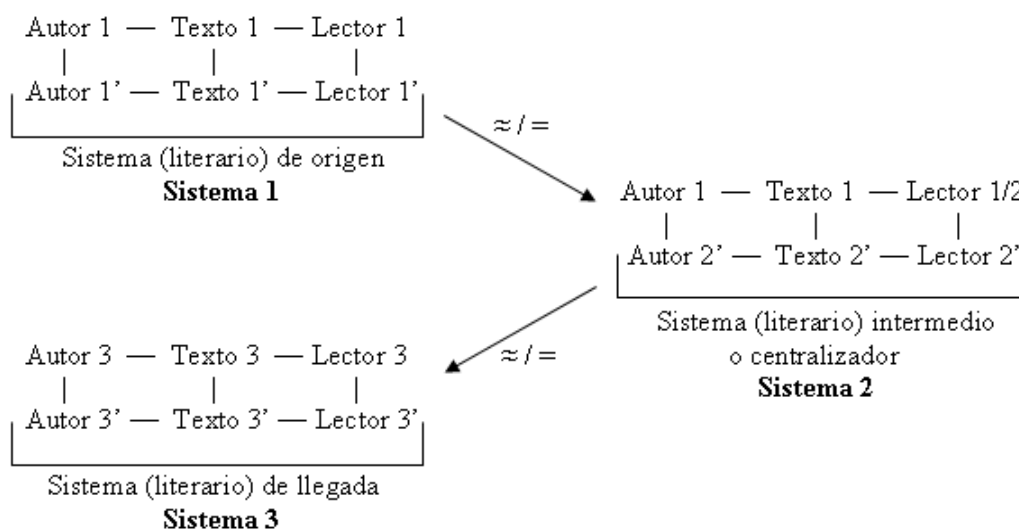 Autor 1 — Texto 1 — Lector 1
Autor 1’ — Texto 1’ — Lector 1’
Sistema (literario) de origen
Sistema 1
≈ / =
Autor 1 — Texto 1 — Lector 1/2
Autor 2’ — Texto 2’ — Lector 2’
Sistema (literario) intermedio
o centralizador
Sistema 2
≈ / =
Autor 3 — Texto 3 — Lector 3
Autor 3’ — Texto 3’ — Lector 3’
Sistema (literario) de llegada
Sistema 3